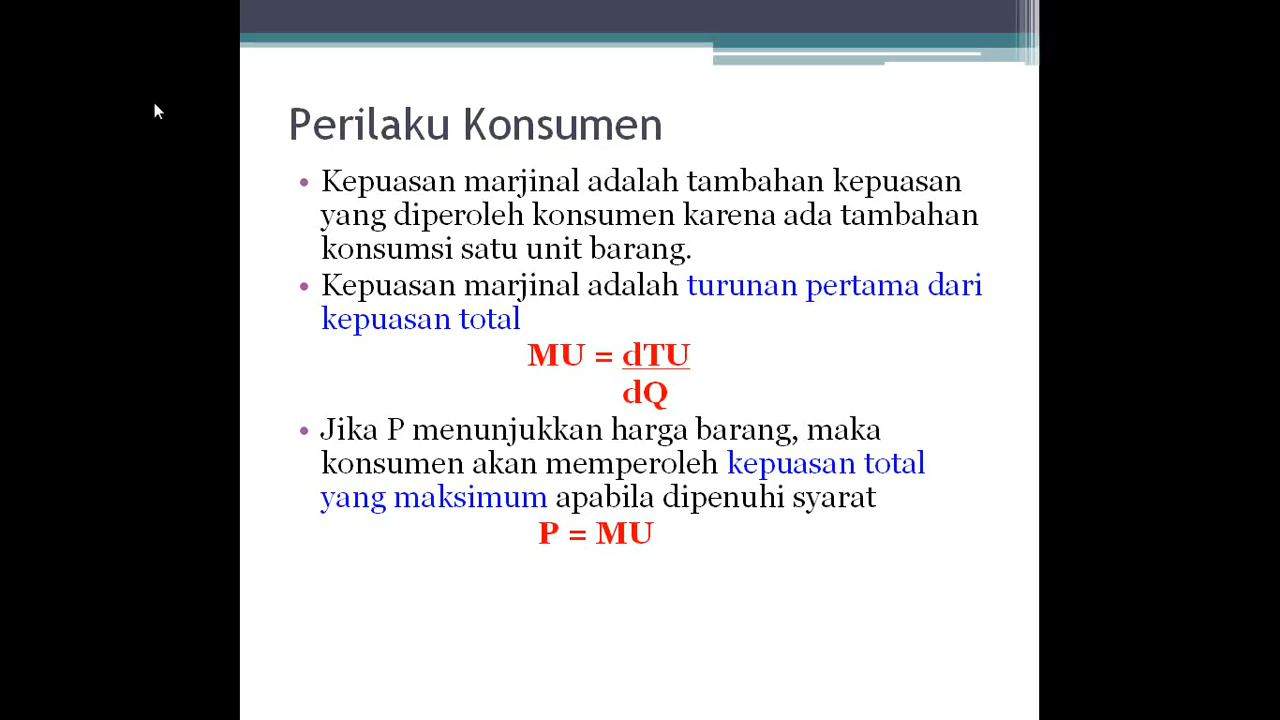 Perilaku Konsumen
• Kepuasan marjinal adalah tambahan kepuasan
yang diperoleh konsumen karena ada tambahan
konsumsi satu unit barang.
• Kepuasan marjinal adalah turunan pertama dari
kepuasan total
MU = dTU
dQ
• Jika P menunjukkan harga barang, maka
konsumen akan memperoleh kepuasan total
yang maksimum apabila dipenuhi syarat
P = MU